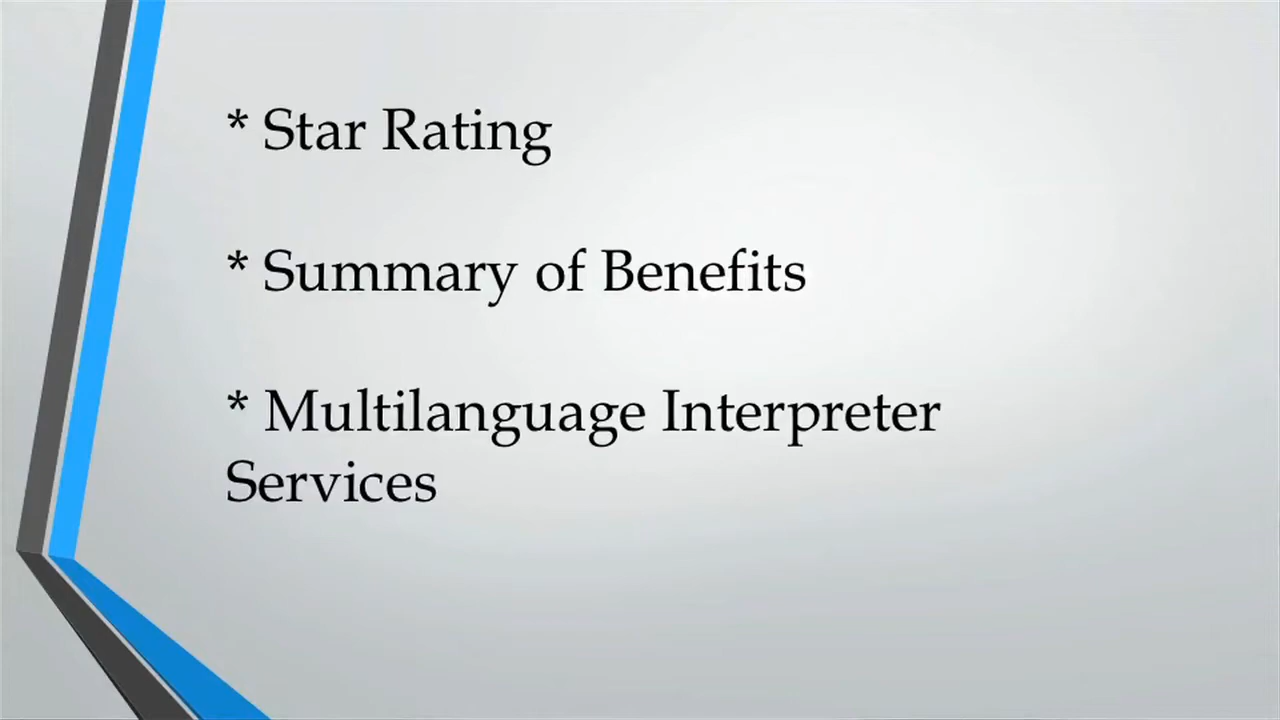 * Star Rating
* Summary of Benefits
* Multilanguage Interpreter
Services